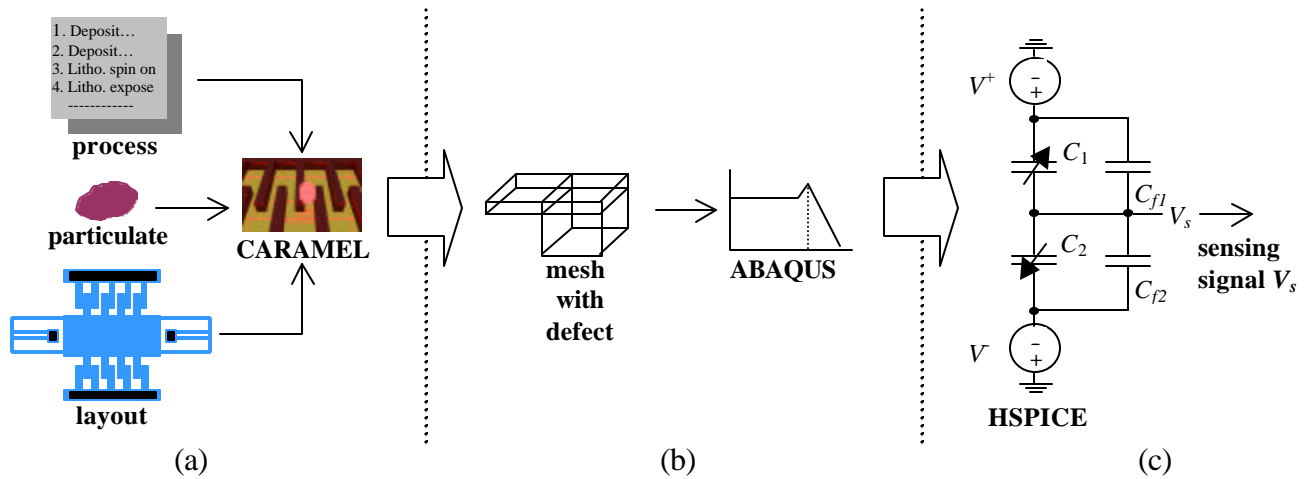 1. Deposit…
2. Deposit…
3. Litho. spin on
4. Litho. expose
------------
process
particulate
CARAMEL
layout
(a)
mesh
with
defect
ABAQUS
(b)
V+
−
+
C1
Cf1
Vs
sensing
signal Vs
C2
Cf2
V-
−
+
HSPICE
(c)